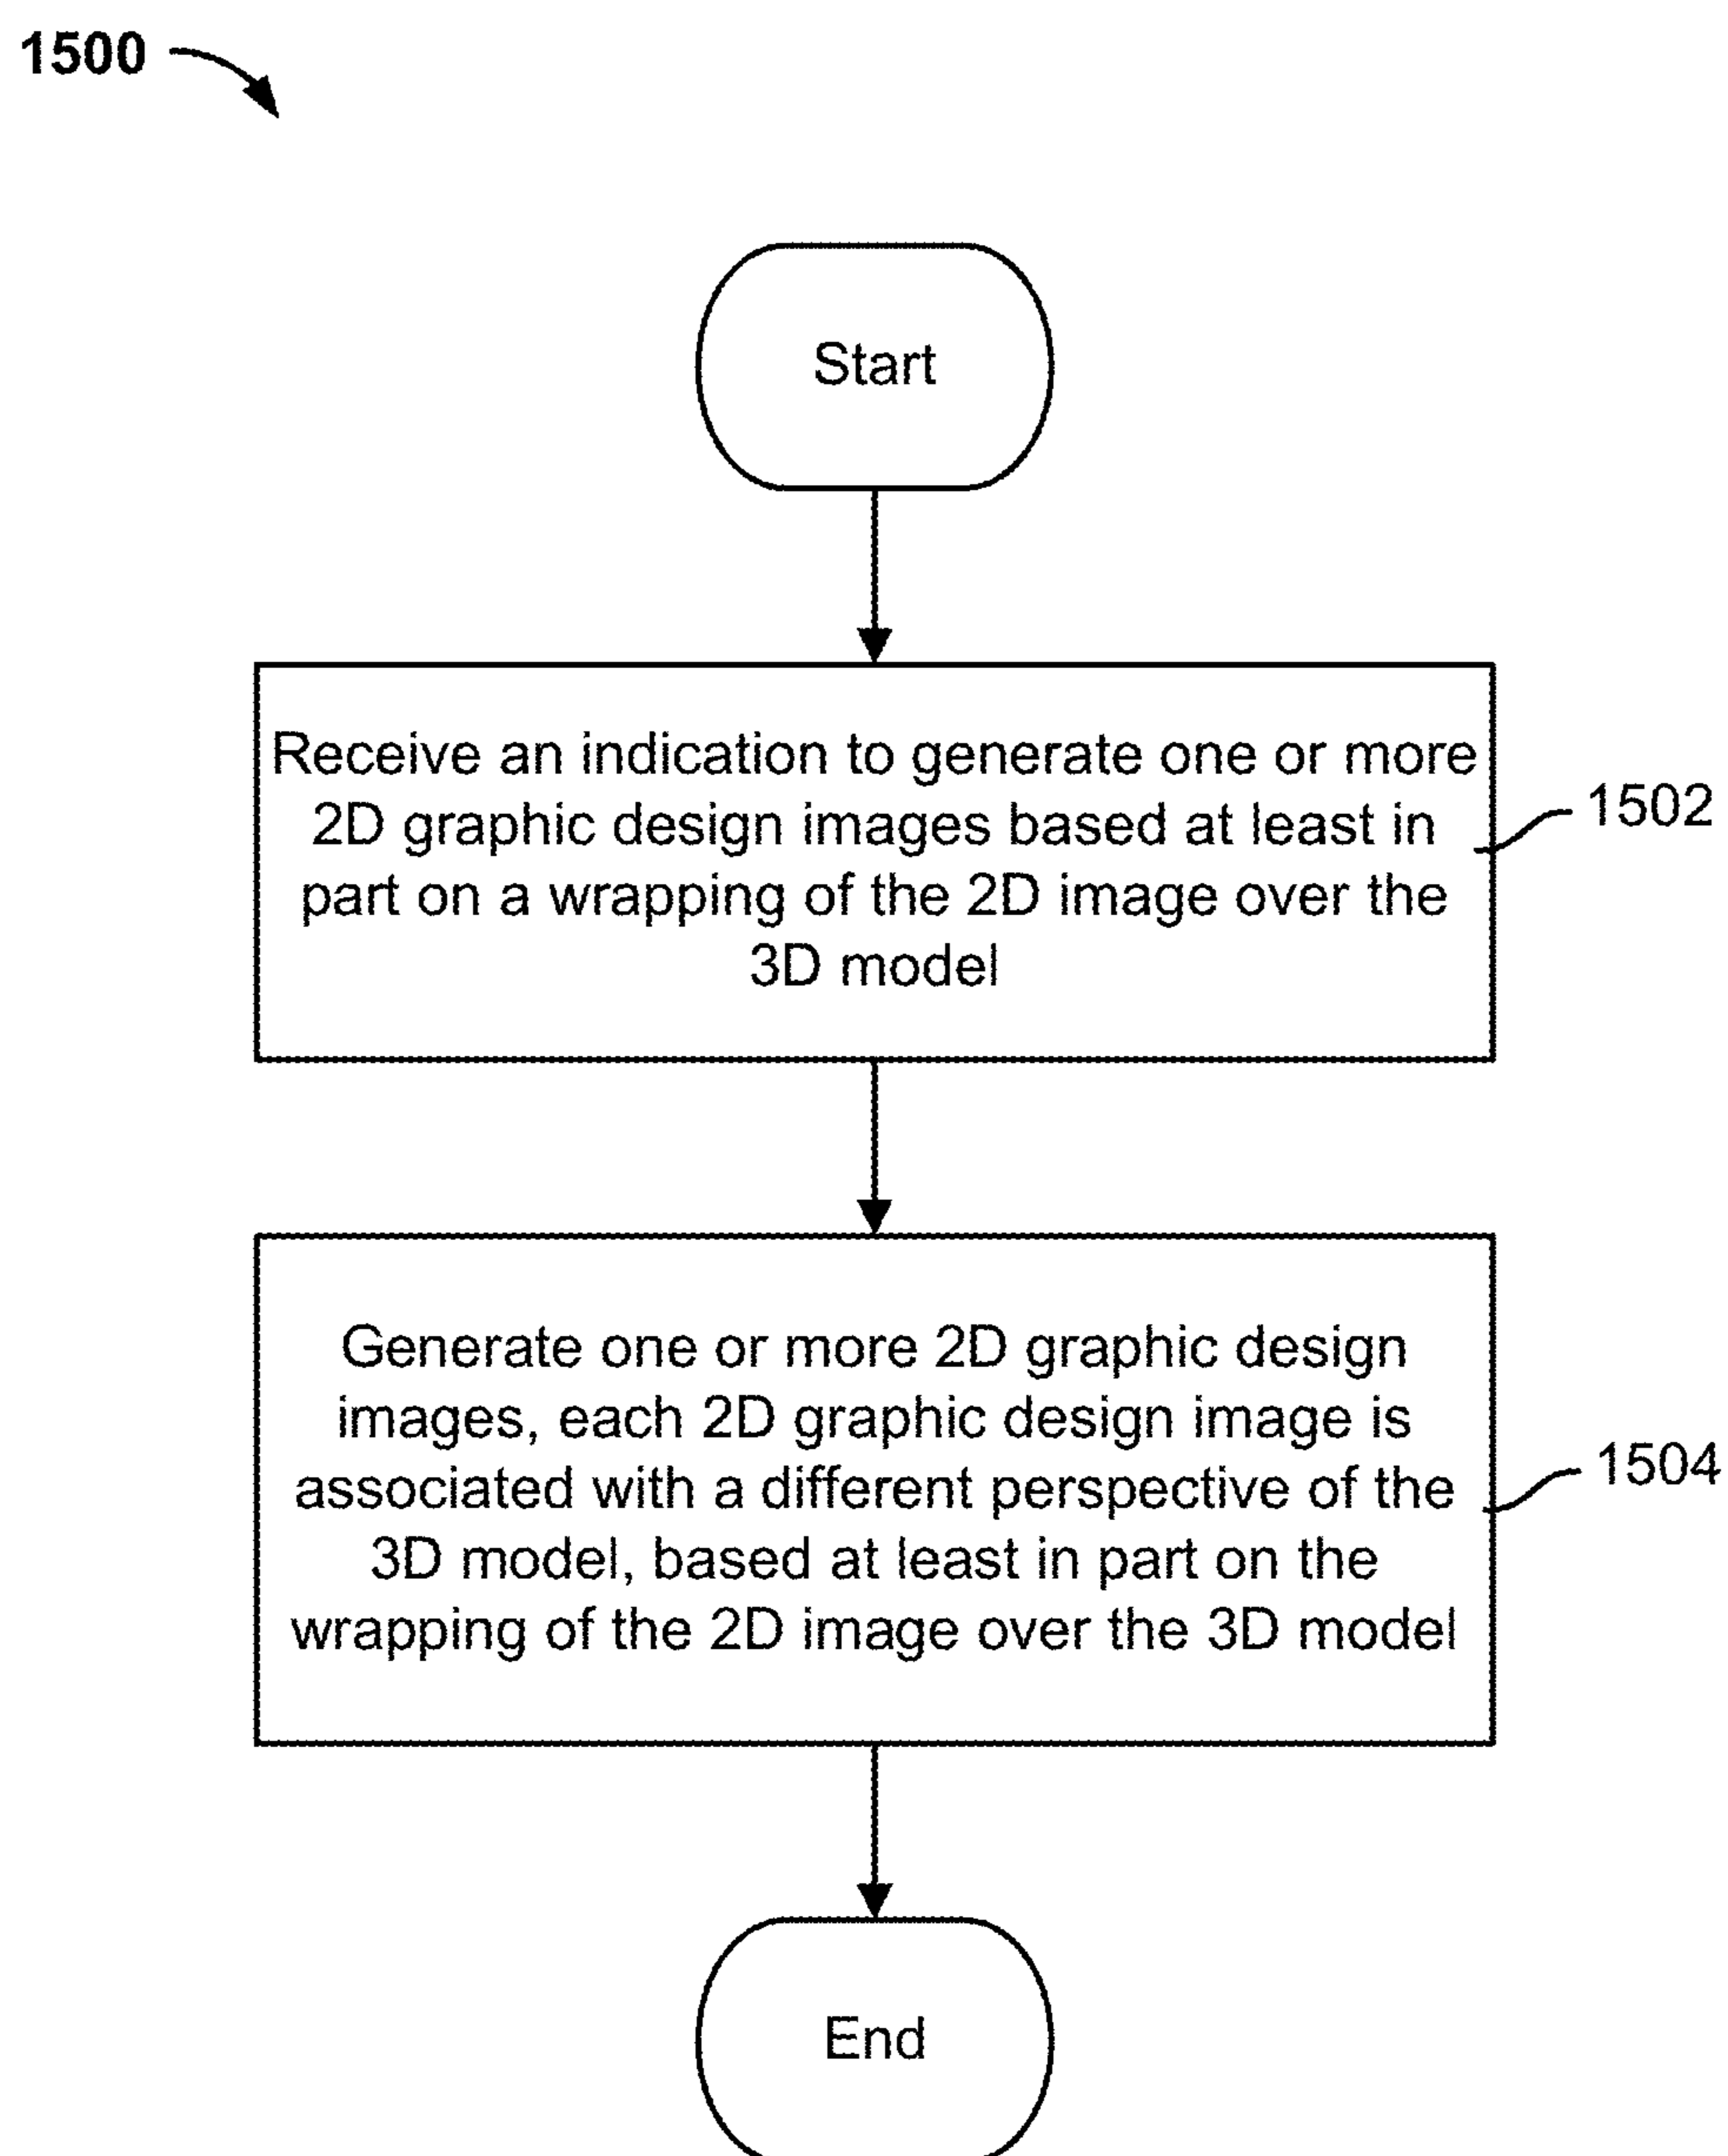 1500
Start
Receive an indication to generate one or more
2D graphic design images based at least in
part on a wrapping of the 2D image over the
3D model
1502
Generate one or more 2D graphic design
images, each 2D graphic design image is
associated with a different perspective of the
3D model, based at least in part on the
wrapping of the 2D image over the 3D model
1504
End